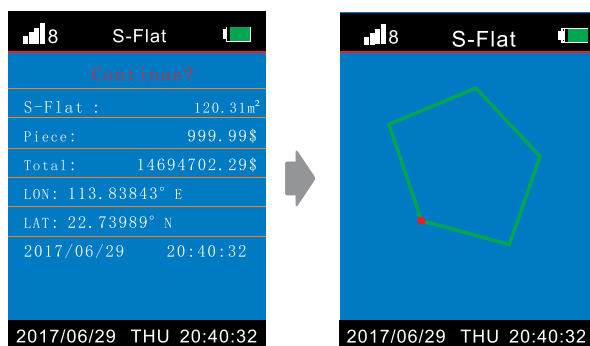 8 S-Flat
Continue?
S-Flat : 120.31m²
Piece: 999.99$
Total: 14694702.29$
LON: 113.83843° E
LAT: 22.73989° N
2017/06/29 20:40:32
2017/06/29 THU 20:40:32
8 S-Flat
2017/06/29 THU 20:40:32